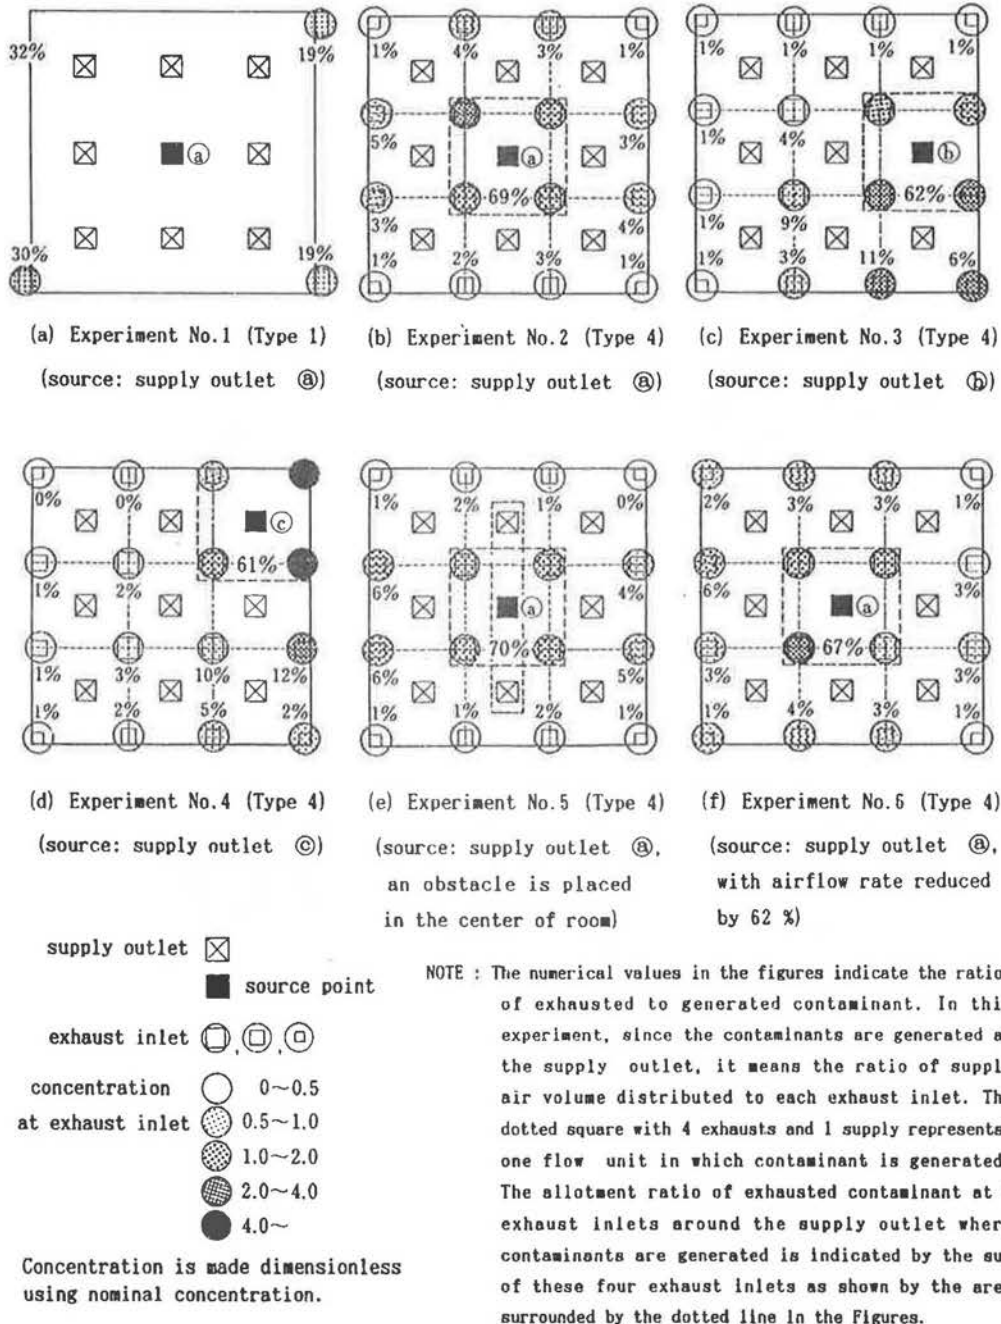 32% 19%
ⓐ
30% 19%
(a) Experiment No.1 (Type 1)
(source: supply outlet ⓐ)
1% 4% 3% 1%
5% ⓐ 3%
69%
3% 4%
1% 2% 3% 1%
(b) Experiment No.2 (Type 4)
(source: supply outlet ⓐ)
1% 1% 1% 1%
1% 4% ⓑ
62%
1% 9%
1% 3% 11% 6%
(c) Experiment No.3 (Type 4)
(source: supply outlet ⓑ)
0% 0%
ⓒ
61%
1% 2%
1% 3% 10% 12%
1% 2% 5% 2%
(d) Experiment No.4 (Type 4)
(source: supply outlet ⓒ)
1% 2% 1% 0%
6% ⓐ 4%
70%
6% 5%
1% 1% 2% 1%
(e) Experiment No.5 (Type 4)
(source: supply outlet ⓐ,
an obstacle is placed
in the center of room)
2% 3% 3% 1%
6% ⓐ 3%
67%
3% 3%
1% 4% 3% 1%
(f) Experiment No.6 (Type 4)
(source: supply outlet ⓐ,
with airflow rate reduced
by 62 %)
supply outlet
source point
exhaust inlet , ,
concentration 0~0.5
at exhaust inlet 0.5~1.0
1.0~2.0
2.0~4.0
4.0~
Concentration is made dimensionless
using nominal concentration.
NOTE : The numerical values in the figures indicate the ratio
of exhausted to generated contaminant. In thi
experiment, since the contaminants are generated a
the supply outlet, it means the ratio of suppl
air volume distributed to each exhaust inlet. Th
dotted square with 4 exhausts and 1 supply represents
one flow unit in which contaminant is generated
The allotment ratio of exhausted contaminant at
exhaust inlets around the supply outlet wher
contaminants are generated is indicated by the su
of these four exhaust inlets as shown by the are
surrounded by the dotted line in the Figures.